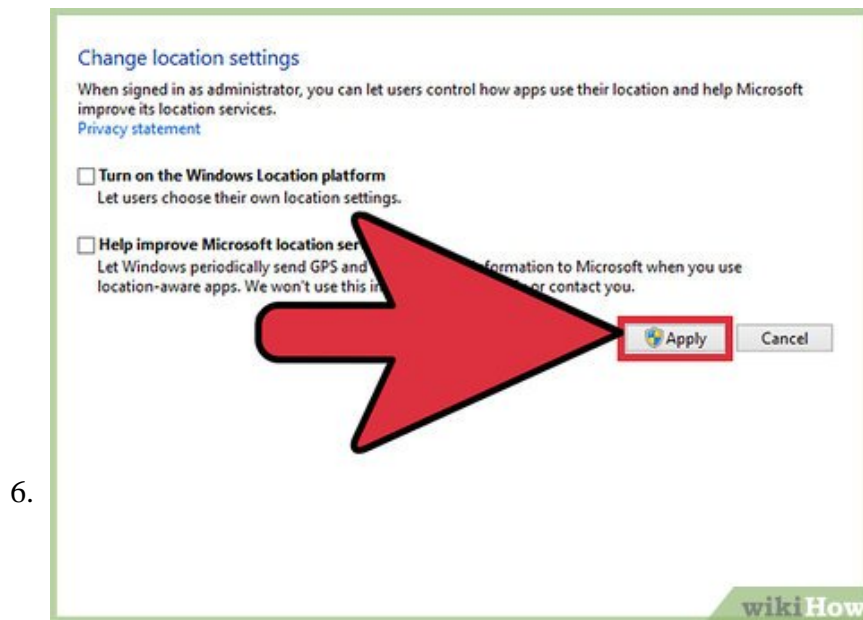 Change location settings
When signed in as administrator, you can let users control how apps use their location and help Microsoft
improve its location services.
Privacy statement
Turn on the Windows Location platform
Let users choose their own location settings.
Help improve Microsoft location ser
Let Windows periodically send GPS and formation to Microsoft when you use
location-aware apps. We won't use this in or contact you.
Apply Cancel
6.
wikiHow